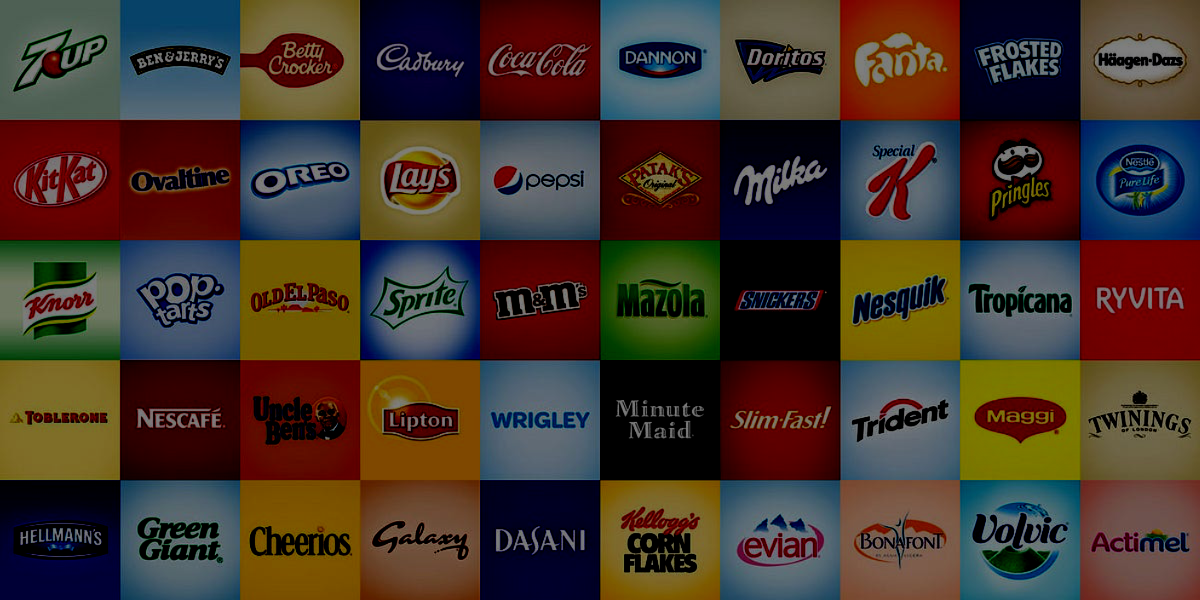 7UP
BEN & JERRY'S
Betty
Crocker
Cadbury
Coca-Cola
DANNON
Doritos
Fanta
FROSTED
FLAKES
Häagen-Dazs
KitKat
Ovaltine
OREO
Lay's
pepsi
PATAK'S
Original
Milka
Special
K
Pringles
Nestlé
Pure Life
Knorr
Pop.
tarts
OLD EL PASO
Sprite
m&m's
Mazola
SNICKERS
Nesquik
Tropicana
RYVITA
TOBLERONE
NESCAFÉ
Uncle
Ben's
Lipton
WRIGLEY
Minute
Maid
Slim·Fast!
Trident
MAGGI
TWININGS
OF LONDON
HELLMANN'S
Green
Giant
Cheerios
Galaxy
DASANI
Kellogg's
CORN
FLAKES
evian
BONAFONT
Volvic
Actimel